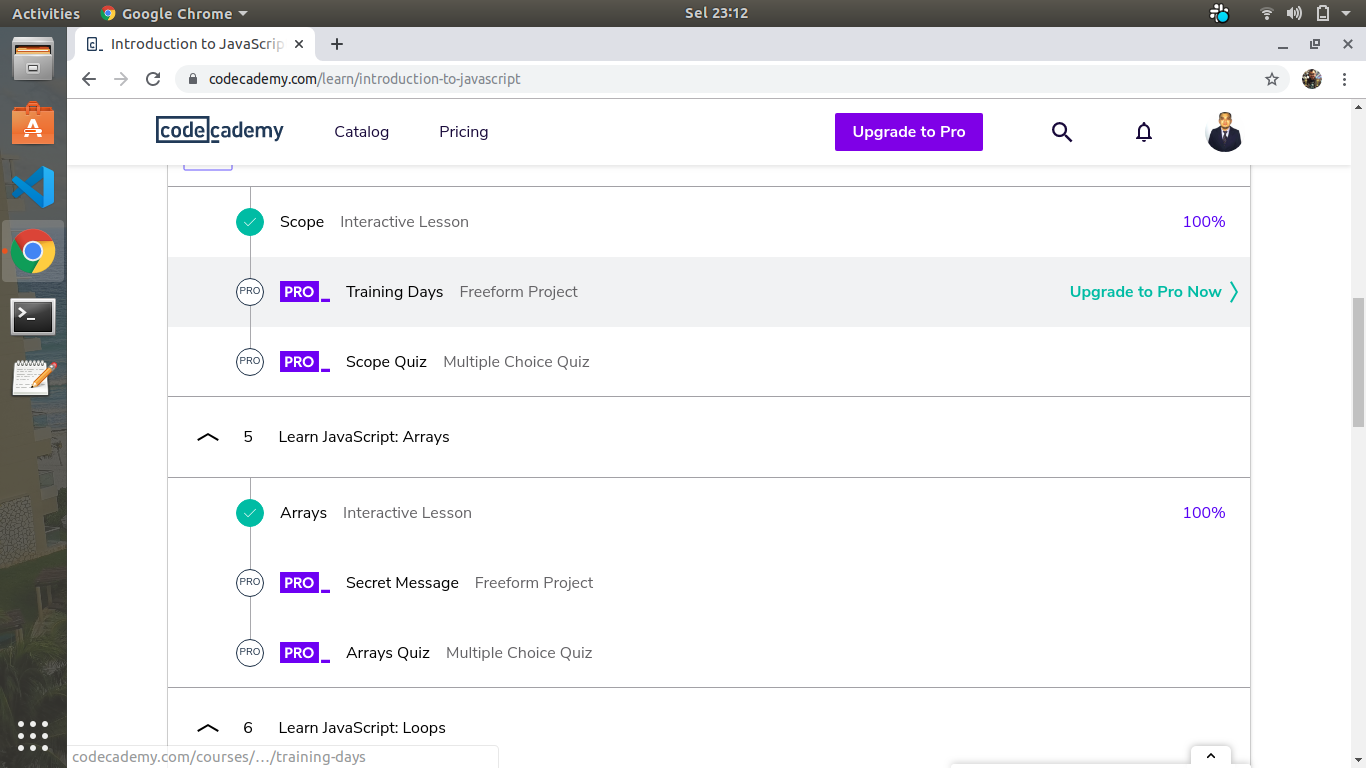 Activities Google Chrome Sel 23:12
Introduction to JavaScrip
codecademy.com/learn/introduction-to-javascript
codecademy Catalog Pricing Upgrade to Pro
Scope Interactive Lesson 100%
PRO PRO Training Days Freeform Project Upgrade to Pro Now
PRO PRO Scope Quiz Multiple Choice Quiz
5 Learn JavaScript: Arrays
Arrays Interactive Lesson 100%
PRO PRO Secret Message Freeform Project
PRO PRO Arrays Quiz Multiple Choice Quiz
6 Learn JavaScript: Loops
codecademy.com/courses/…/training-days